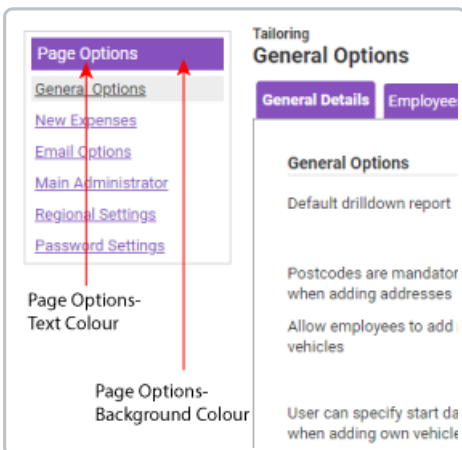 Page Options
General Options
New Expenses
Email Options
Main Administrator
Regional Settings
Password Settings
Page Options-
Text Colour
Page Options-
Background Colour
Tailoring
General Options
General Details
Employees
General Options
Default drilldown report
Postcodes are mandator
when adding addresses
Allow employees to add
vehicles
User can specify start da
when adding own vehicle